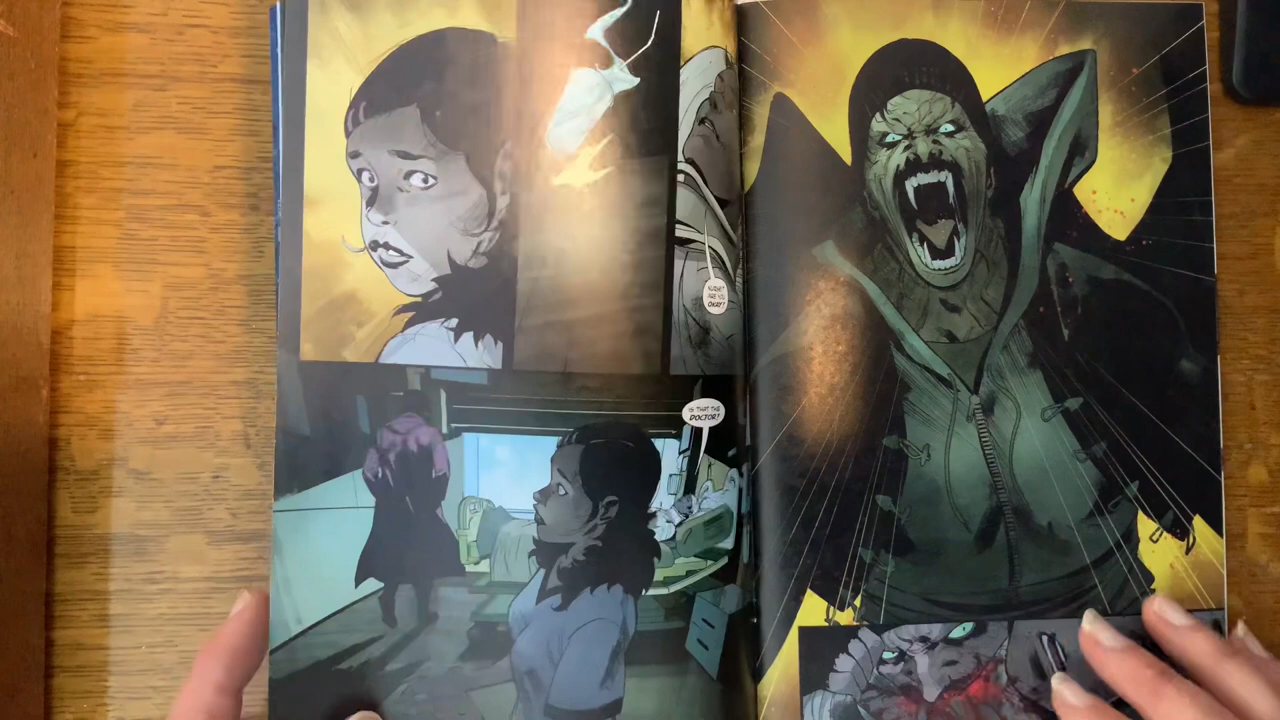 NURSE?
ARE YOU
OKAY?
IS THAT THE
DOCTOR?